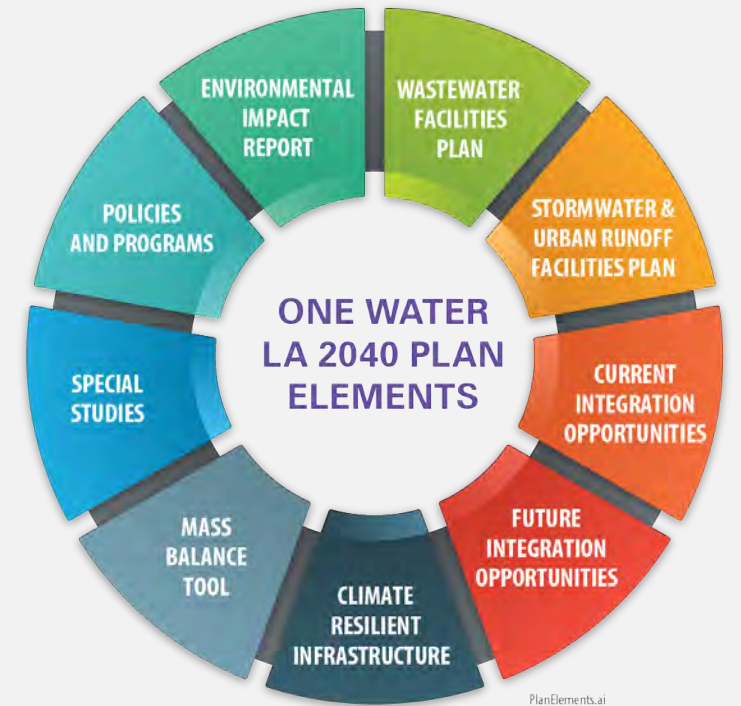 ONE WATER
LA 2040 PLAN
ELEMENTS
WASTEWATER
FACILITIES
PLAN
STORMWATER &
URBAN RUNOFF
FACILITIES PLAN
CURRENT
INTEGRATION
OPPORTUNITIES
FUTURE
INTEGRATION
OPPORTUNITIES
CLIMATE
RESILIENT
INFRASTRUCTURE
MASS
BALANCE
TOOL
SPECIAL
STUDIES
POLICIES
AND PROGRAMS
ENVIRONMENTAL
IMPACT
REPORT
PlanElements.ai